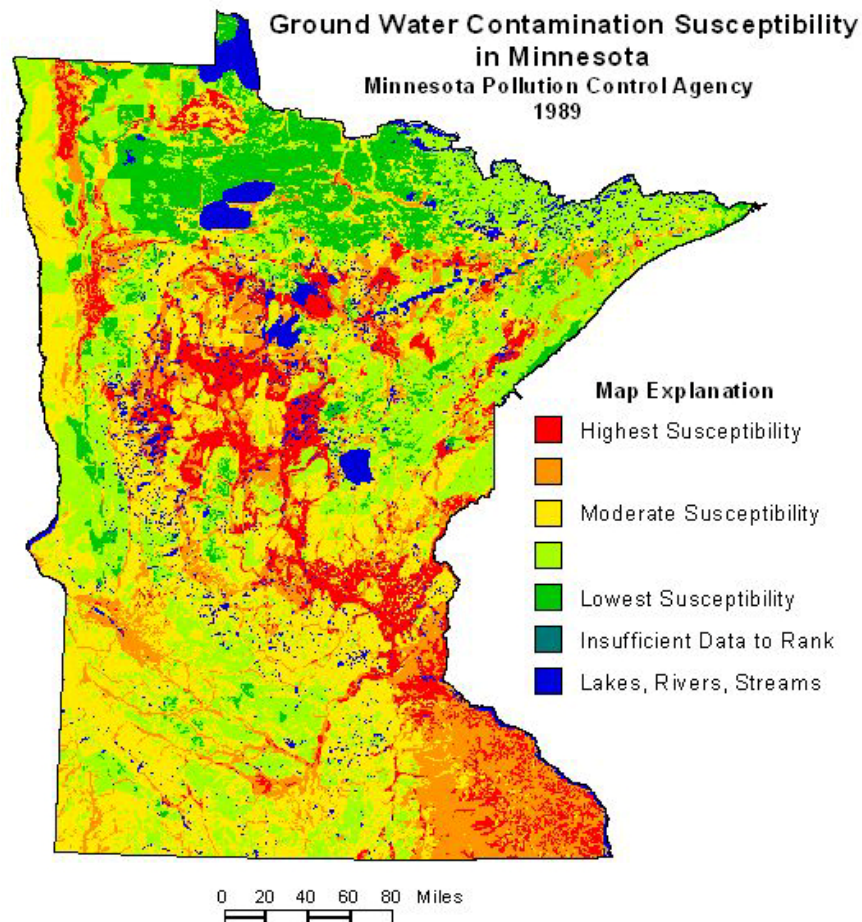 Ground Water Contamination Susceptibility
in Minnesota
Minnesota Pollution Control Agency
1989
Map Explanation
Highest Susceptibility
Moderate Susceptibility
Lowest Susceptibility
Insufficient Data to Rank
Lakes, Rivers, Streams
0 20 40 60 80 Miles